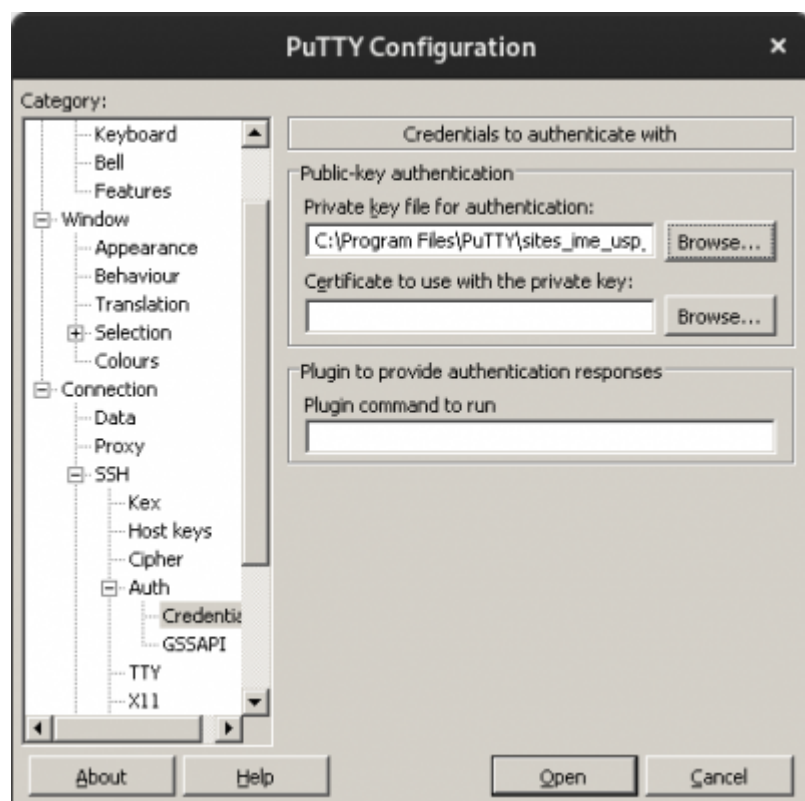 PuTTY Configuration
Category:
Keyboard
Bell
Features
Window
Appearance
Behaviour
Translation
Selection
Colours
Connection
Data
Proxy
SSH
Kex
Host keys
Cipher
Auth
Credentia
GSSAPI
TTY
X11
Credentials to authenticate with
Public-key authentication
Private key file for authentication:
C:\Program Files\PuTTY\sites_ime_usp_ Browse...
Certificate to use with the private key:
Browse...
Plugin to provide authentication responses
Plugin command to run
About Help Open Cancel